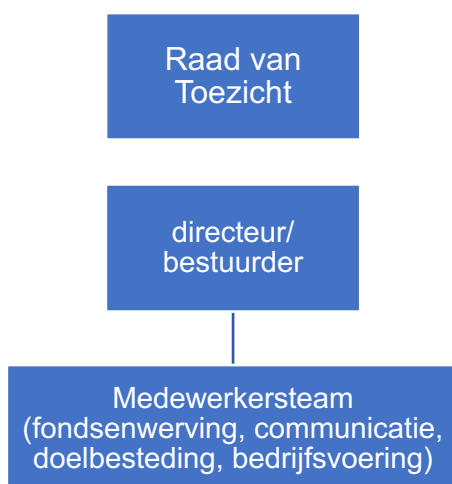 Raad van
Toezicht
directeur/
bestuurder
Medewerkersteam
(fondsenwerving, communicatie,
doelbesteding, bedrijfsvoering)